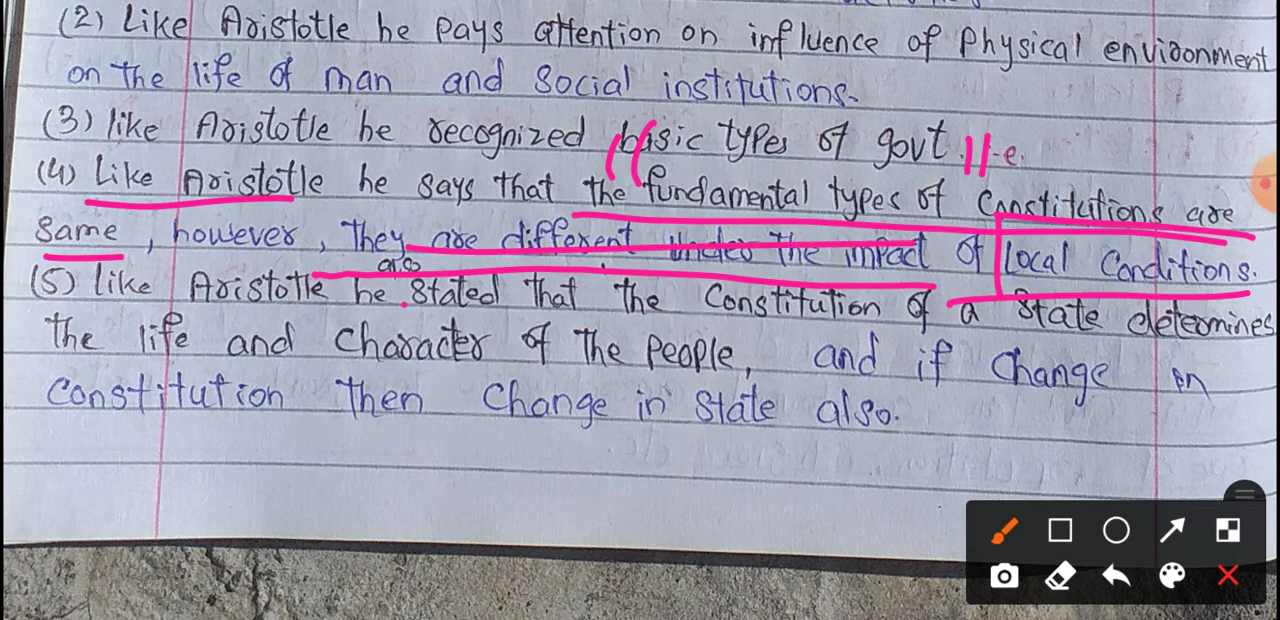 (2) Like Aristotle he pays attention on influence of Physical environment
on the life of man and Social institutions.
(3) like Aristotle he recognized basic types of govt. i.e.
(4) Like Aristotle he says that the fundamental types of Constitutions are
Same, however, they are different under the impact of local Conditions.
also
(5) like Aristotle he stated that the Constitution of a State determines
the life and Character of the People, and if Change in
Constitution then Change in State also.